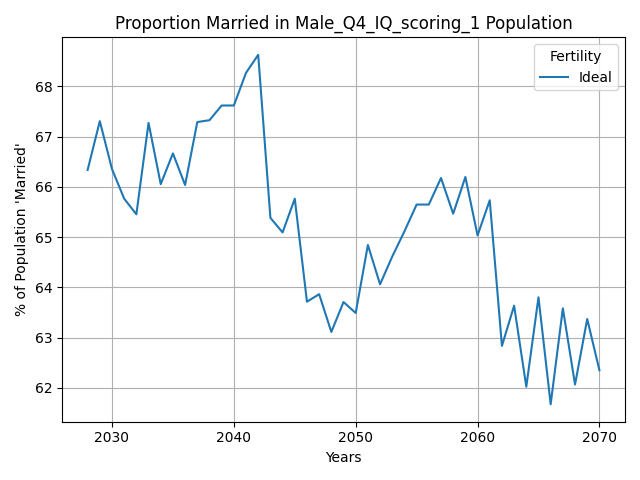 Proportion Married in Male_Q4_IQ_scoring_1 Population
Fertility
Ideal
% of Population 'Married'
68
67
66
65
64
63
62
2030 2040 2050 2060 2070
Years